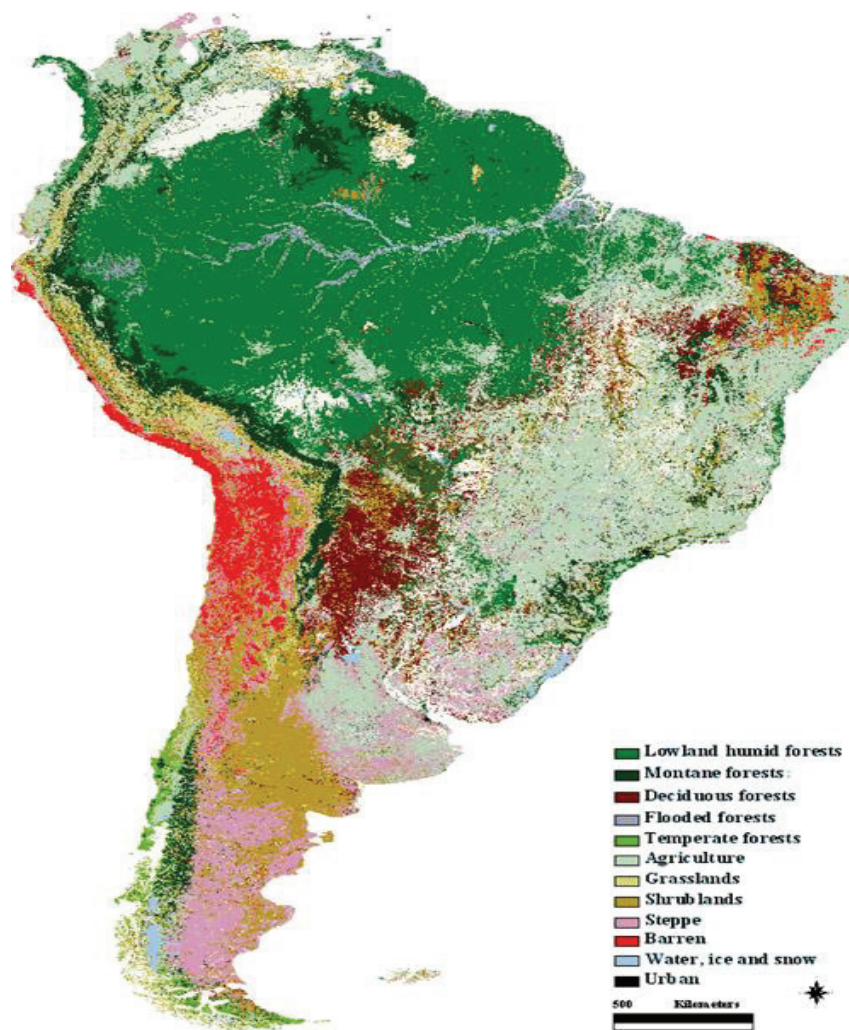 Lowland humid forests
Montane forests
Deciduous forests
Flooded forests
Temperate forests
Agriculture
Grasslands
Shrublands
Steppe
Barren
Water, ice and snow
Urban
500 Kilometers